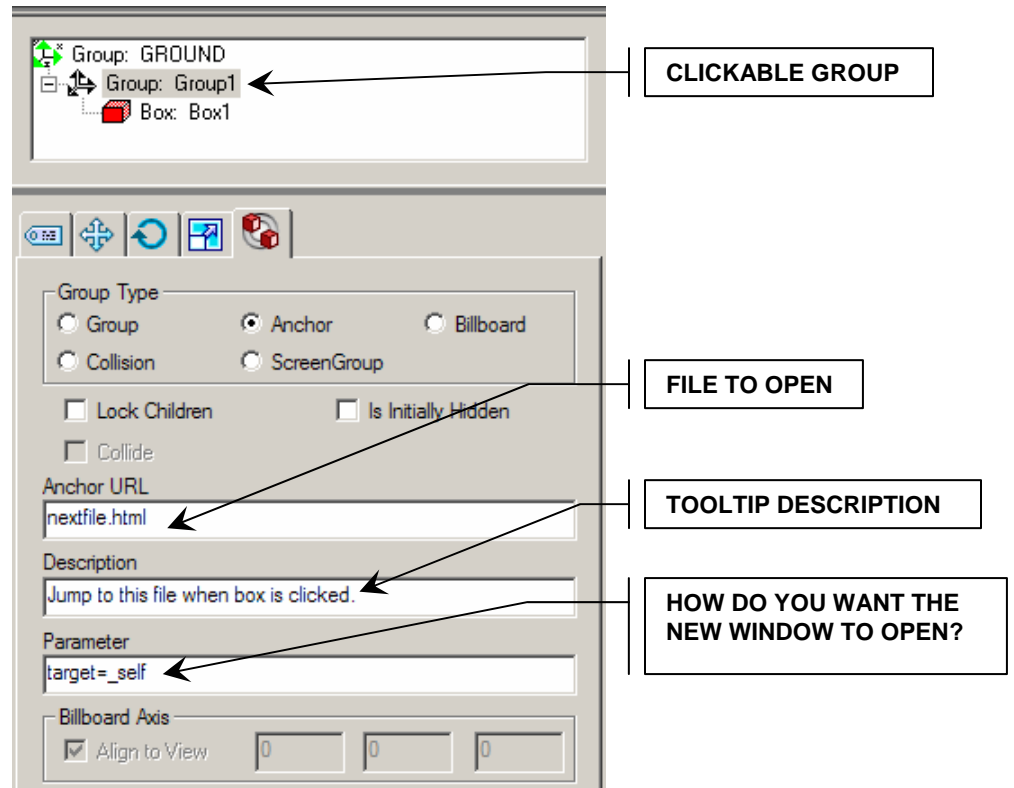 Group: GROUND
Group: Group1
Box: Box1
CLICKABLE GROUP
Group Type
Group
Anchor
Billboard
Collision
ScreenGroup
Lock Children
Is Initially Hidden
Collide
FILE TO OPEN
Anchor URL
nextfile.html
TOOLTIP DESCRIPTION
Description
Jump to this file when box is clicked.
HOW DO YOU WANT THE
NEW WINDOW TO OPEN?
Parameter
target=_self
Billboard Axis
Align to View
0
0
0